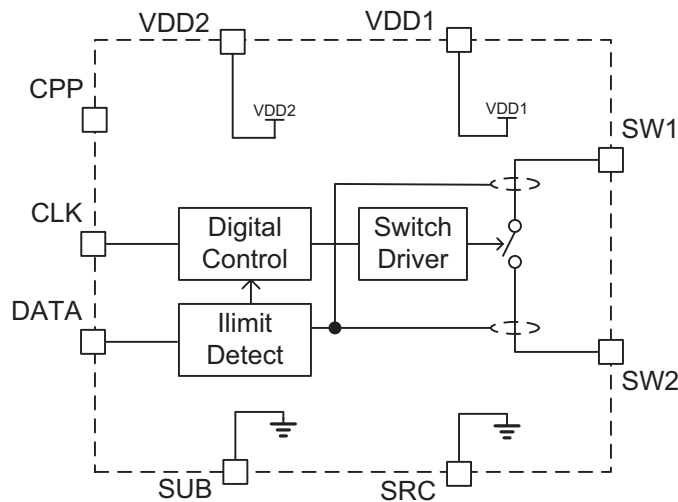 VDD2
VDD1
CPP
VDD2
VDD1
SW1
CLK
Digital
Control
Switch
Driver
DATA
Ilimit
Detect
SW2
SUB
SRC